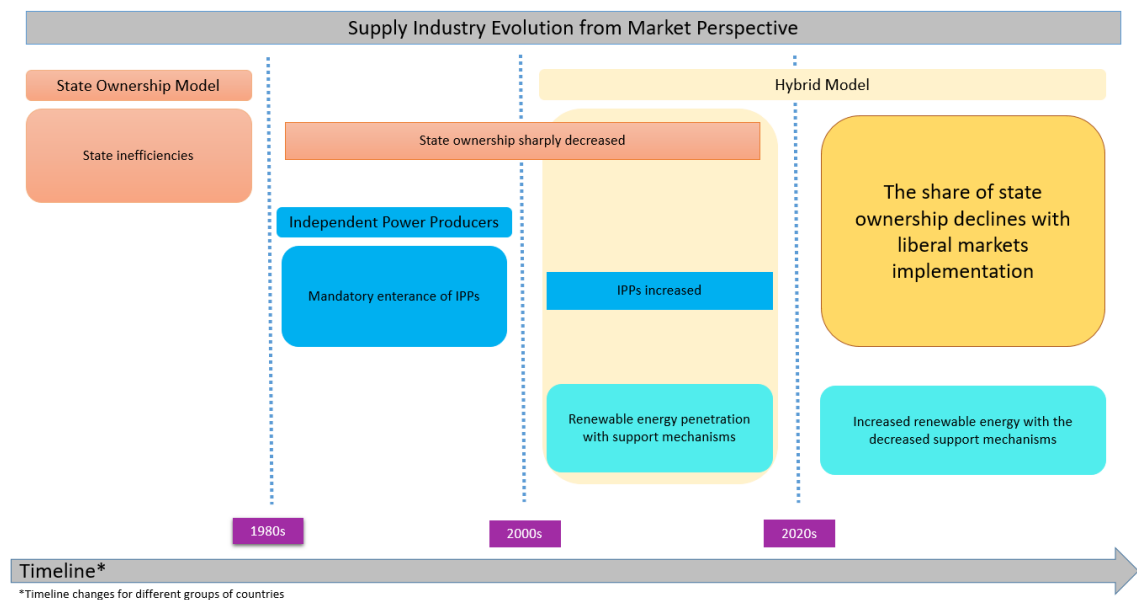 Supply Industry Evolution from Market Perspective
State Ownership Model
Hybrid Model
State inefficiencies
State ownership sharply decreased
The share of state
ownership declines with
liberal markets
implementation
Independent Power Producers
Mandatory enterance of IPPs
IPPs increased
Renewable energy penetration
with support mechanisms
Increased renewable energy with the
decreased support mechanisms
1980s
2000s
2020s
Timeline*
*Timeline changes for different groups of countries